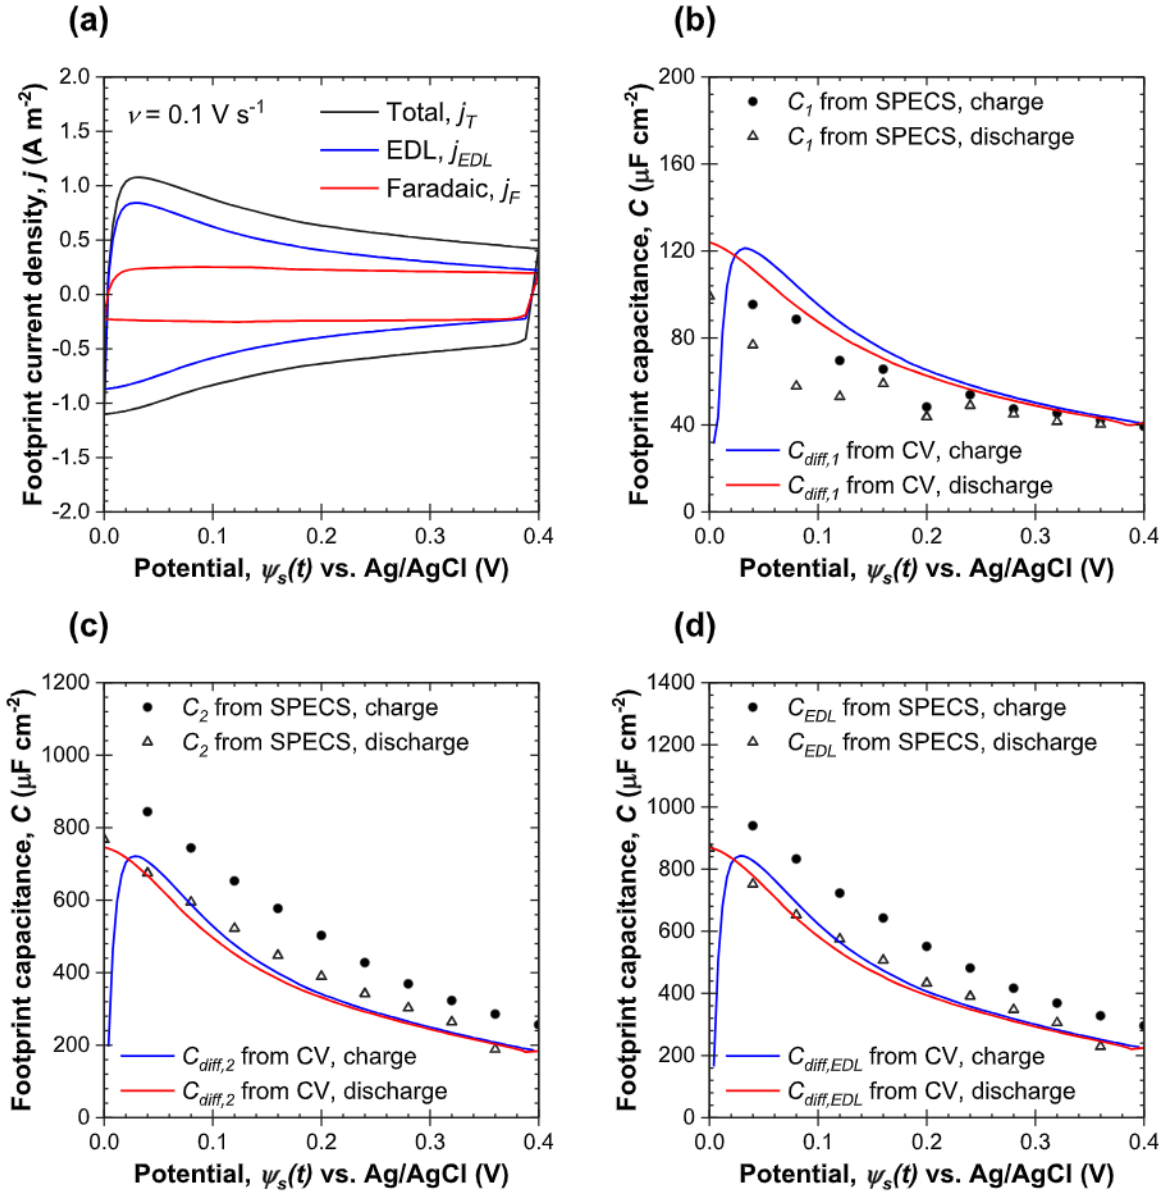 (a)
2.0
1.5
1.0
0.5
0.0
-0.5
-1.0
-1.5
-2.0
Footprint current density, j (A m⁻²)
ν = 0.1 V s⁻¹
Total, j_T
EDL, j_EDL
Faradaic, j_F
0.0 0.1 0.2 0.3 0.4
Potential, ψ_s(t) vs. Ag/AgCl (V)
(b)
200
160
120
80
40
0
Footprint capacitance, C (μF cm⁻²)
C_1 from SPECS, charge
C_1 from SPECS, discharge
C_diff,1 from CV, charge
C_diff,1 from CV, discharge
0.0 0.1 0.2 0.3 0.4
Potential, ψ_s(t) vs. Ag/AgCl (V)
(c)
1200
1000
800
600
400
200
0
Footprint capacitance, C (μF cm⁻²)
C_2 from SPECS, charge
C_2 from SPECS, discharge
C_diff,2 from CV, charge
C_diff,2 from CV, discharge
0.0 0.1 0.2 0.3 0.4
Potential, ψ_s(t) vs. Ag/AgCl (V)
(d)
1400
1200
1000
800
600
400
200
0
Footprint capacitance, C (μF cm⁻²)
C_EDL from SPECS, charge
C_EDL from SPECS, discharge
C_diff,EDL from CV, charge
C_diff,EDL from CV, discharge
0.0 0.1 0.2 0.3 0.4
Potential, ψ_s(t) vs. Ag/AgCl (V)